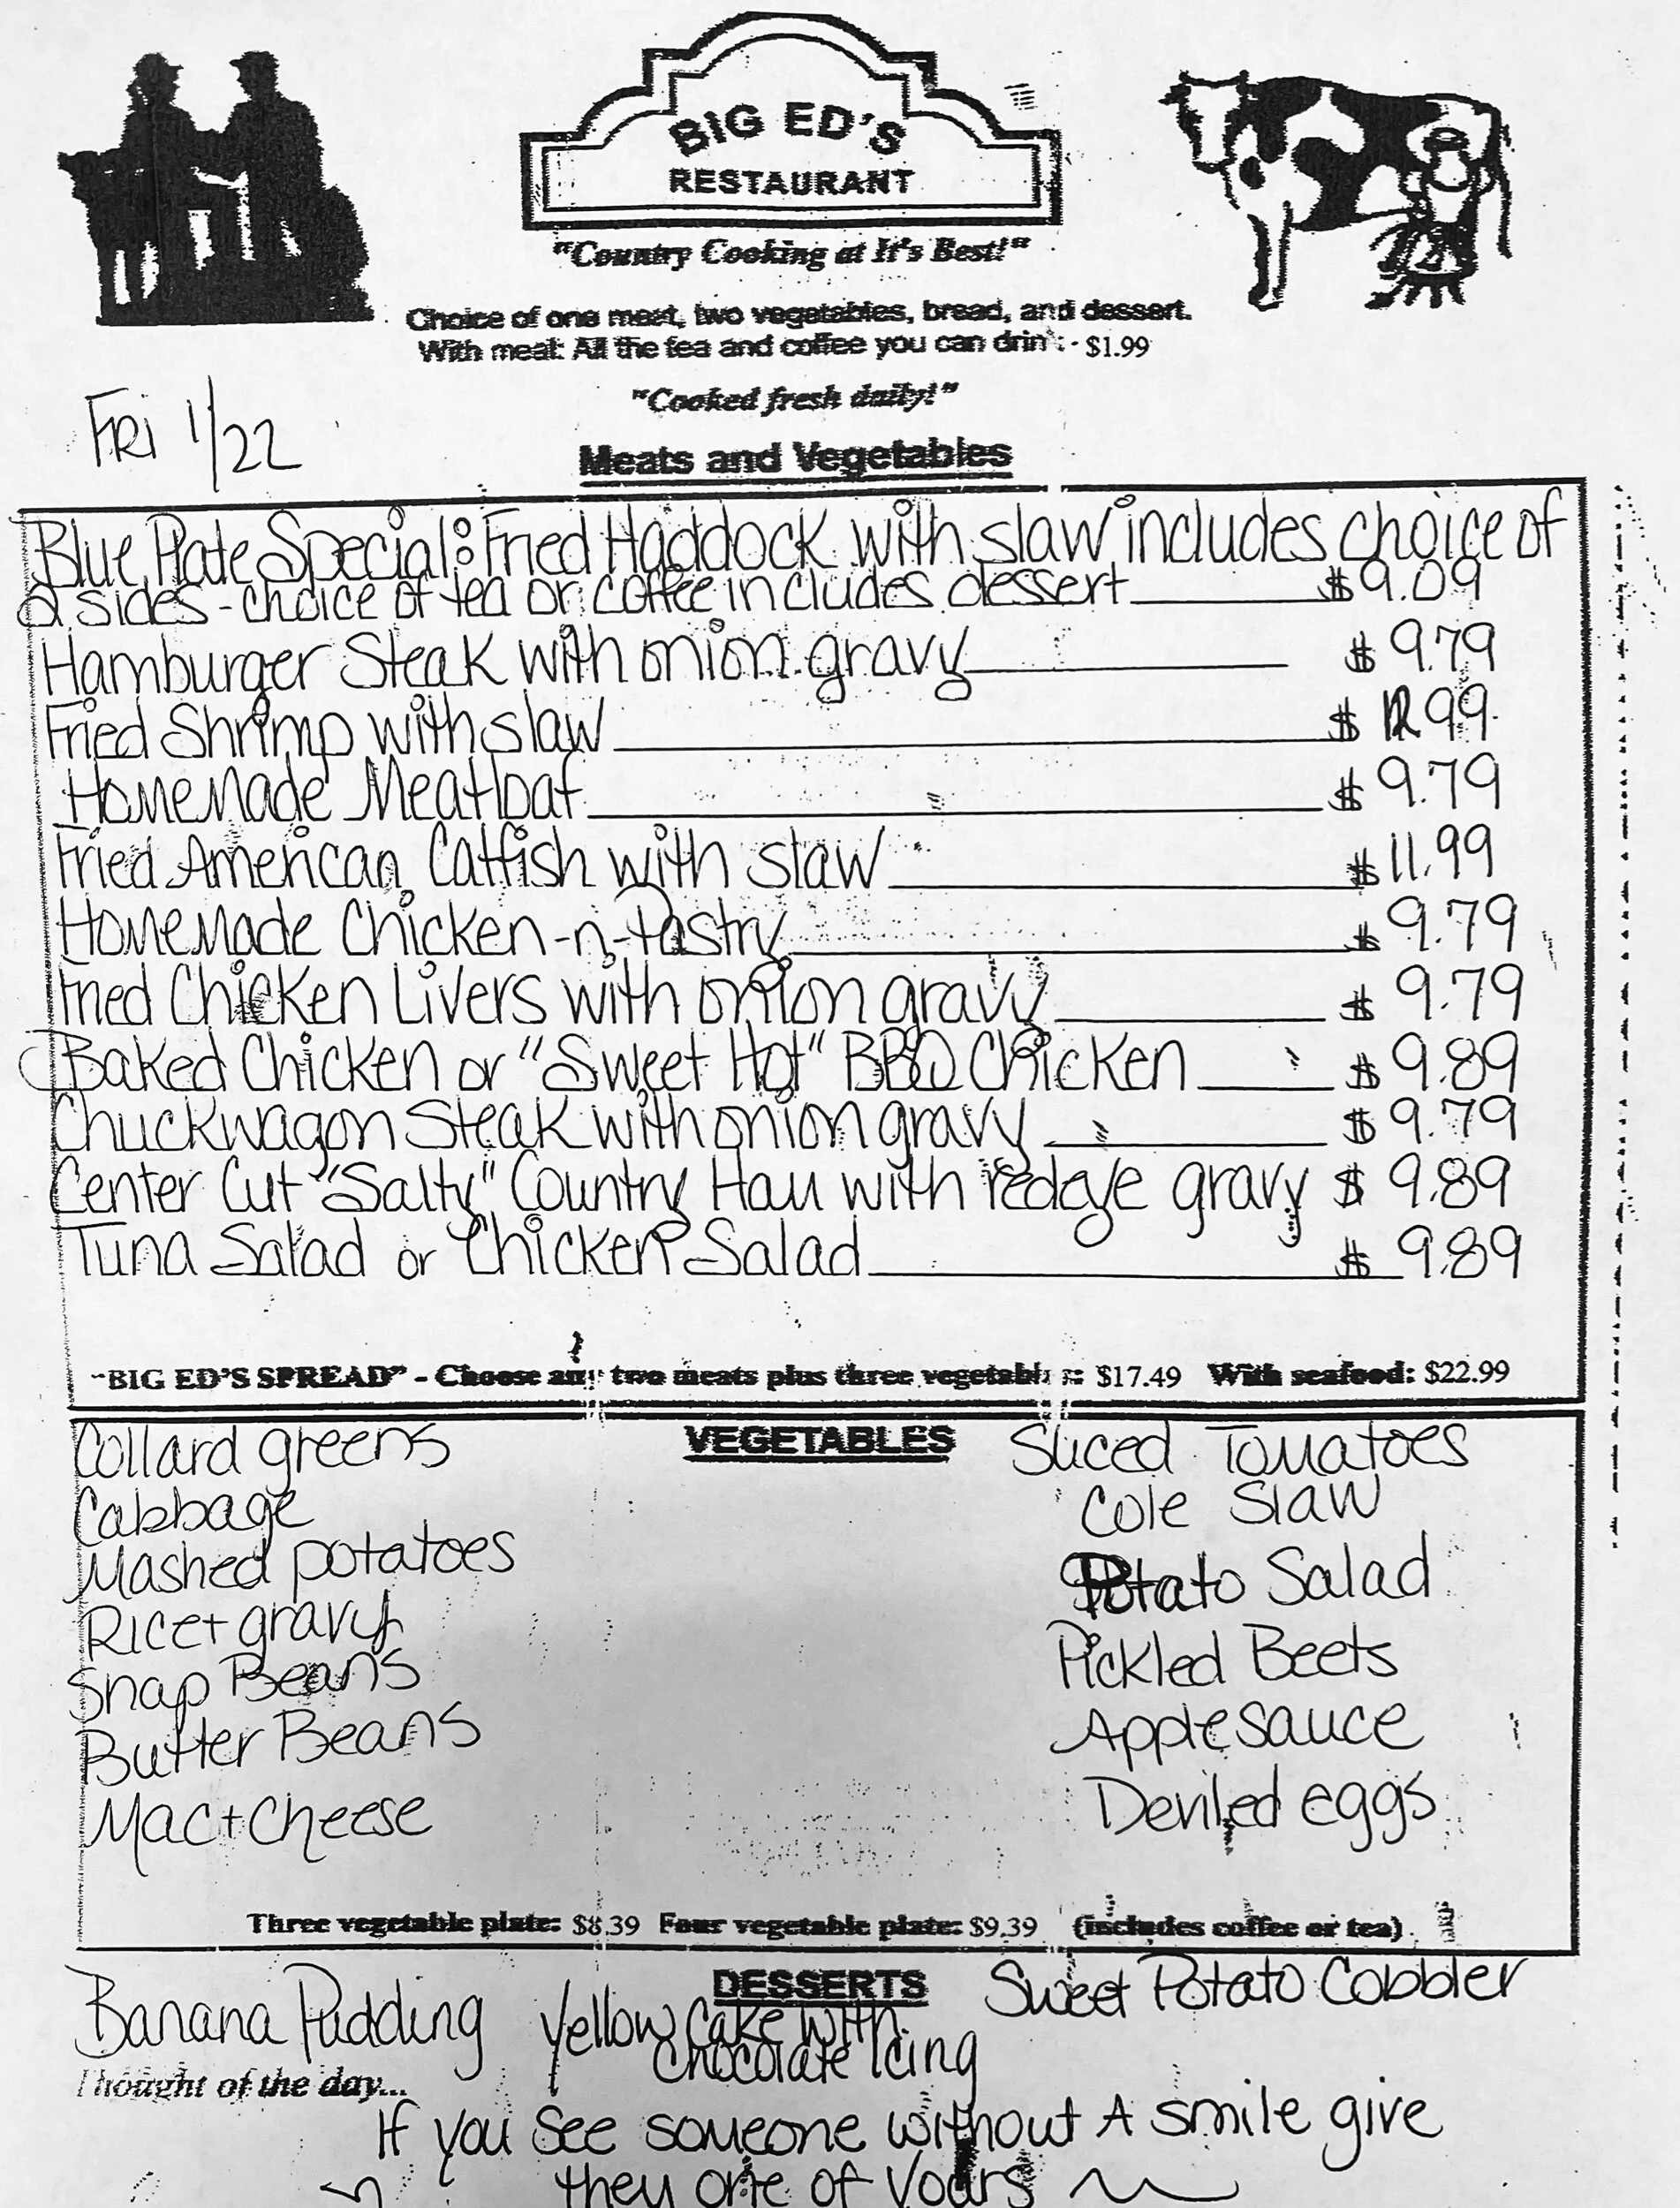 BIG ED'S
RESTAURANT
"Country Cooking at It's Best!"
Choice of one meat, two vegetables, bread, and dessert.
With meal: All the tea and coffee you can drink - $1.99
"Cooked fresh daily!"
FRI 1/22
Meats and Vegetables
Blue Plate Special: Fried Haddock with slaw includes choice of
2 sides - choice of tea or coffee includes dessert $9.09
Hamburger Steak with onion gravy $9.79
Fried Shrimp with slaw $12.99
HomeMade Meatloaf $9.79
Fried American Catfish with slaw $11.99
HomeMade Chicken-n-Pastry $9.79
Fried Chicken Livers with onion gravy $9.79
Baked Chicken or "Sweet Hot" BBQ Chicken $9.89
Chuckwagon Steak with onion gravy $9.79
Center Cut "Salty" Country Ham with redeye gravy $9.89
Tuna Salad or Chicken Salad $9.89
"BIG ED'S SPREAD" - Choose any two meats plus three vegetables: $17.49 With seafood: $22.99
VEGETABLES
Collard greens
Cabbage
Mashed potatoes
Rice + gravy
Snap Beans
Butter Beans
Mac + Cheese
Sliced Tomatoes
Cole Slaw
Potato Salad
Pickled Beets
Applesauce
Deviled eggs
Three vegetable plate: $8.39 Four vegetable plate: $9.39 (includes coffee or tea)
DESSERTS
Banana Pudding
Yellow Cake with
Chocolate Icing
Sweet Potato Cobbler
Thought of the day...
If you see someone without A smile give
they one of yours